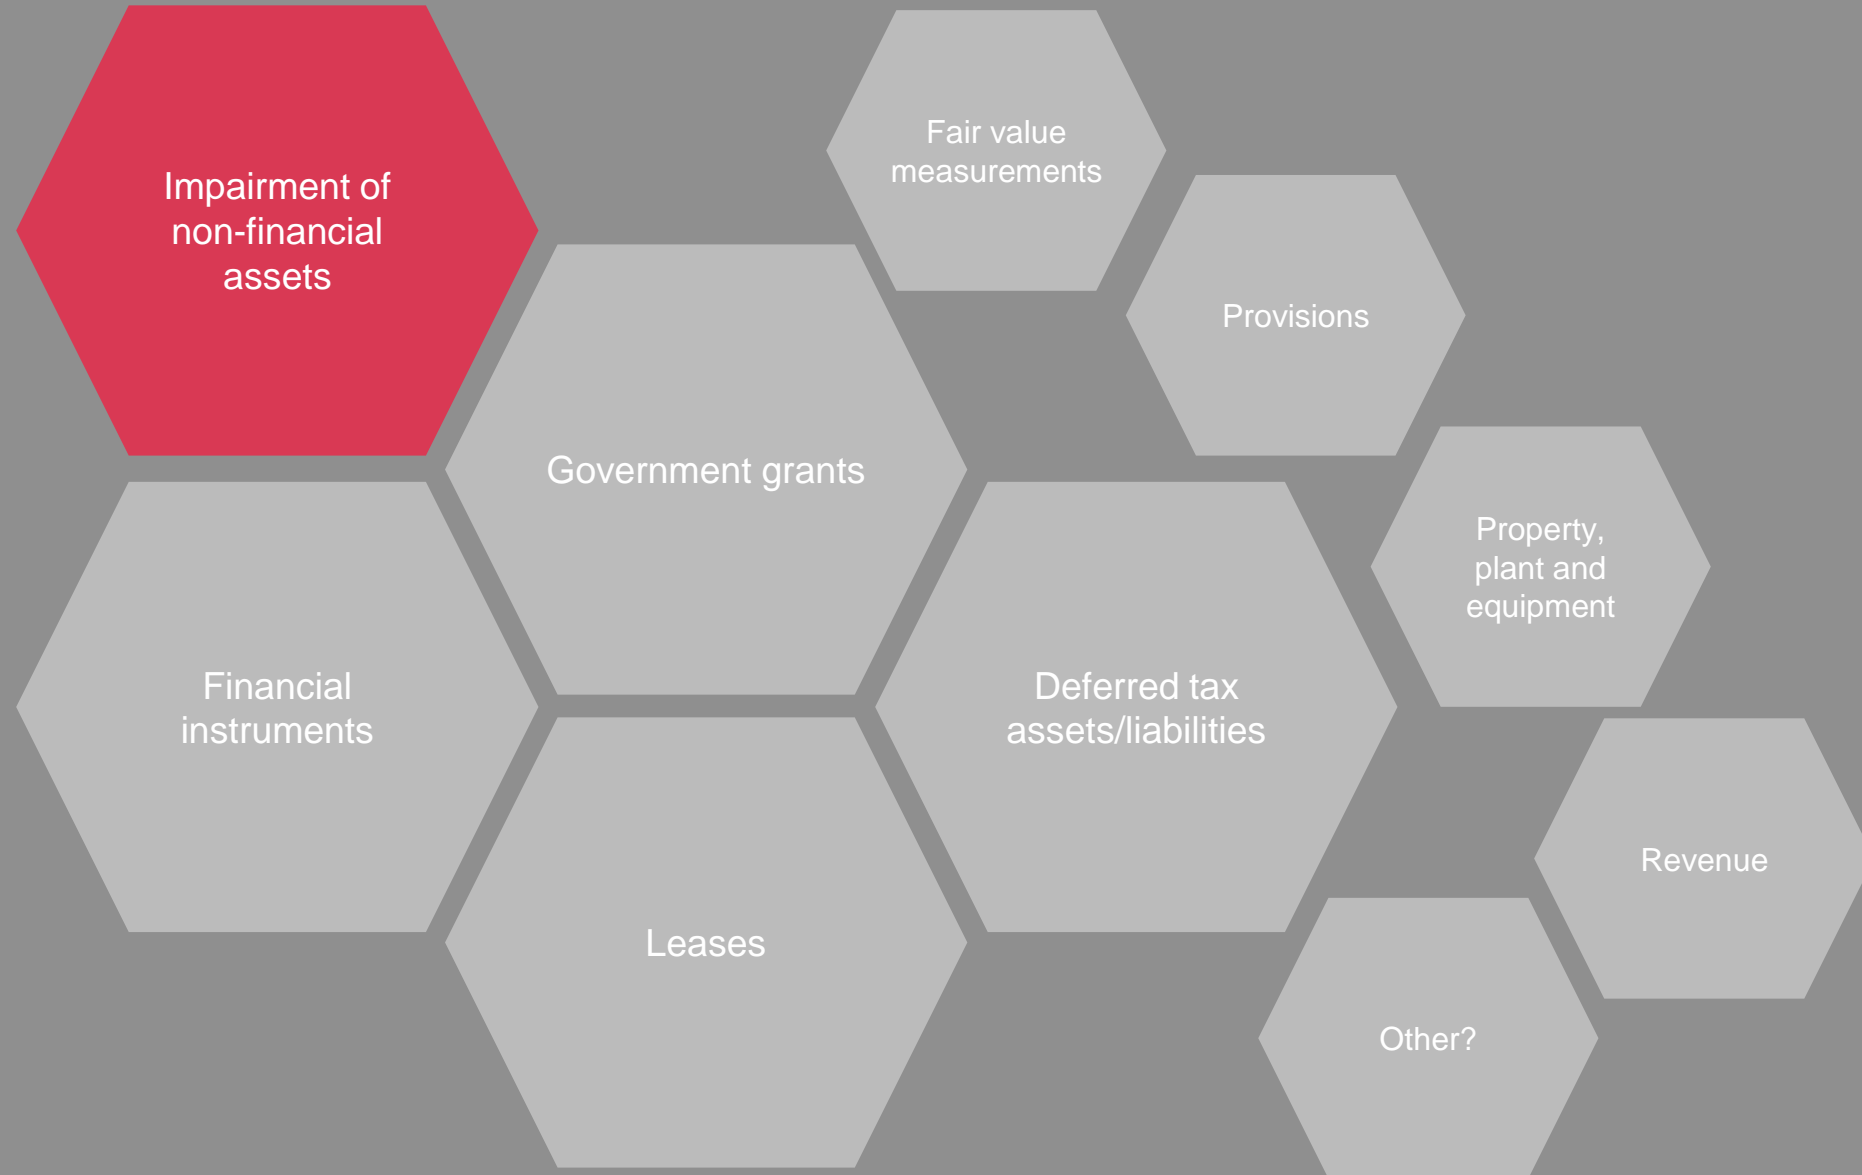 Impairment of
non-financial
assets
Fair value
measurements
Provisions
Government grants
Property,
plant and
equipment
Financial
instruments
Deferred tax
assets/liabilities
Revenue
Leases
Other?